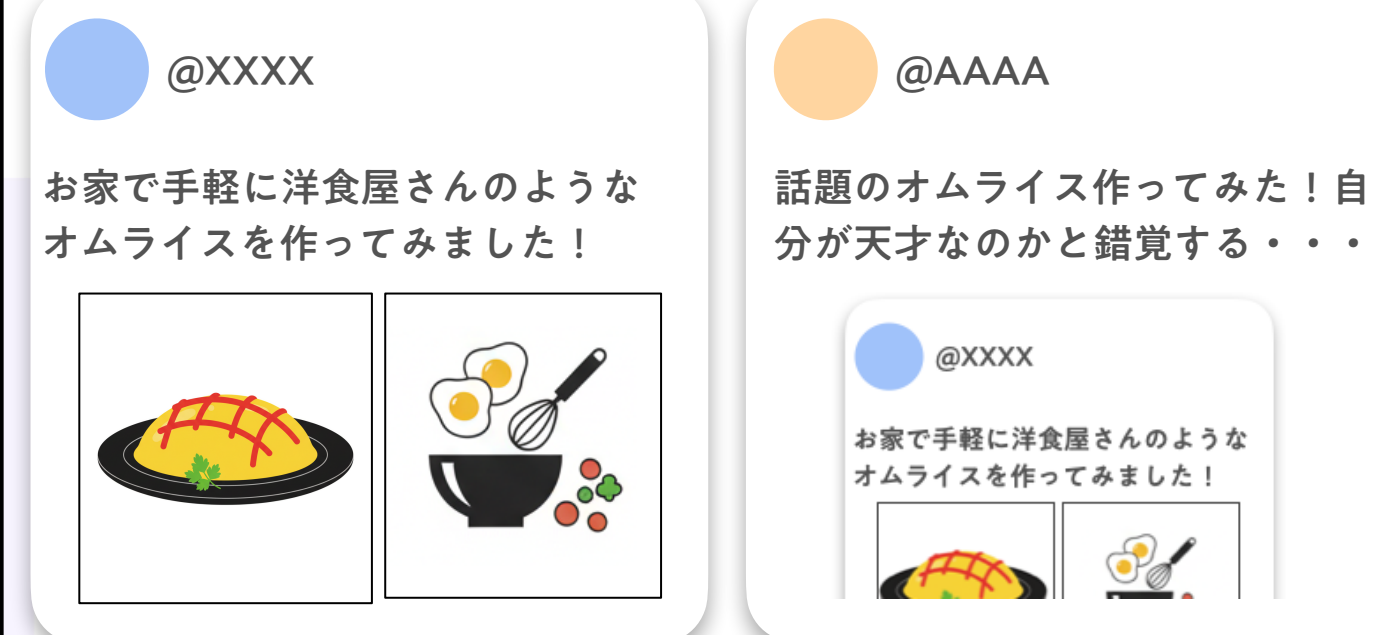 @XXXX
お家で手軽に洋食屋さんのような
オムライスを作ってみました！
@AAAA
話題のオムライス作ってみた！自
分が天才なのかと錯覚する・・・
@XXXX
お家で手軽に洋食屋さんのような
オムライスを作ってみました！